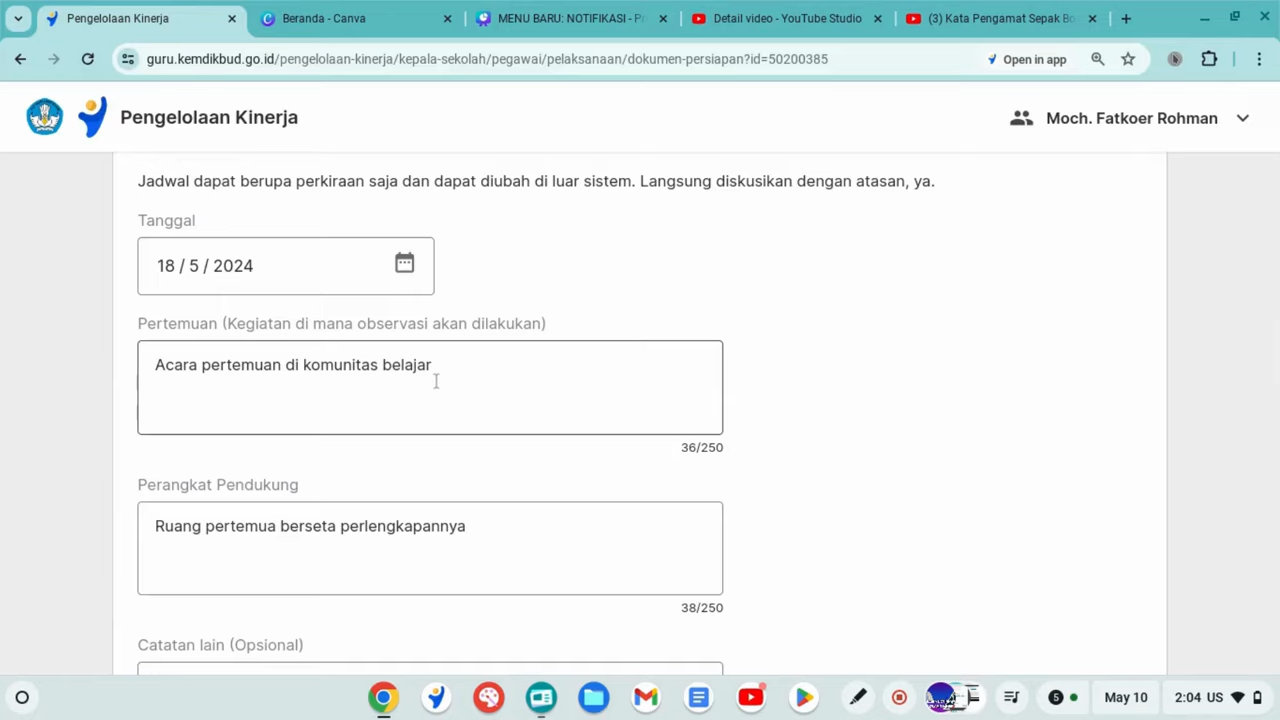 Pengelolaan Kinerja
Beranda - Canva
MENU BARU: NOTIFIKASI - P
Detail video - YouTube Studio
(3) Kata Pengamat Sepak Bo
guru.kemdikbud.go.id/pengelolaan-kinerja/kepala-sekolah/pegawai/pelaksanaan/dokumen-persiapan?id=50200385
Open in app
Pengelolaan Kinerja
Moch. Fatkoer Rohman
Jadwal dapat berupa perkiraan saja dan dapat diubah di luar sistem. Langsung diskusikan dengan atasan, ya.
Tanggal
18 / 5 / 2024
Pertemuan (Kegiatan di mana observasi akan dilakukan)
Acara pertemuan di komunitas belajar
36/250
Perangkat Pendukung
Ruang pertemua berseta perlengkapannya
38/250
Catatan lain (Opsional)
5
May 10
2:04 US